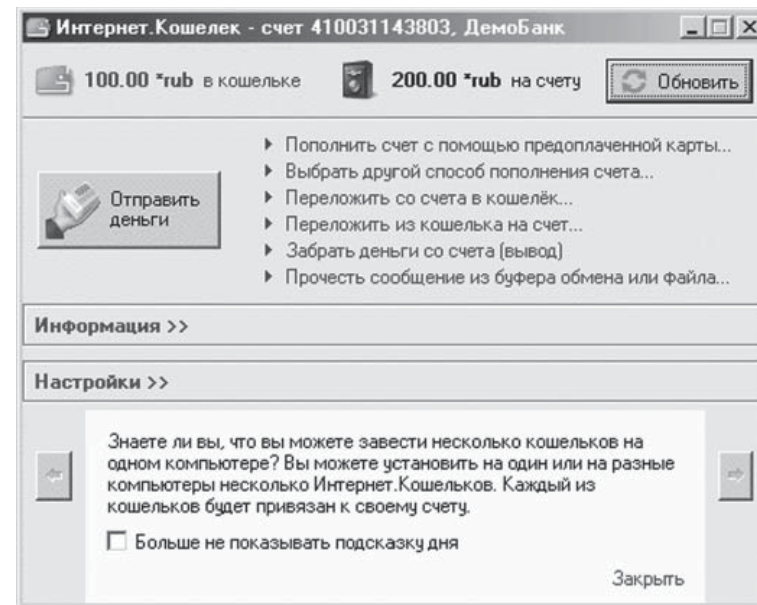 Интернет.Кошелек - счет 410031143803, ДемоБанк
100.00 *rub в кошельке 200.00 *rub на счету Обновить
Отправить
деньги
Пополнить счет с помощью предоплаченной карты...
Выбрать другой способ пополнения счета...
Переложить со счета в кошелёк...
Переложить из кошелька на счет...
Забрать деньги со счета (вывод)
Прочесть сообщение из буфера обмена или файла...
Информация >>
Настройки >>
Знаете ли вы, что вы можете завести несколько кошельков на
одном компьютере? Вы можете установить на один или на разные
компьютеры несколько Интернет.Кошельков. Каждый из
кошельков будет привязан к своему счету.
Больше не показывать подсказку дня
Закрыть